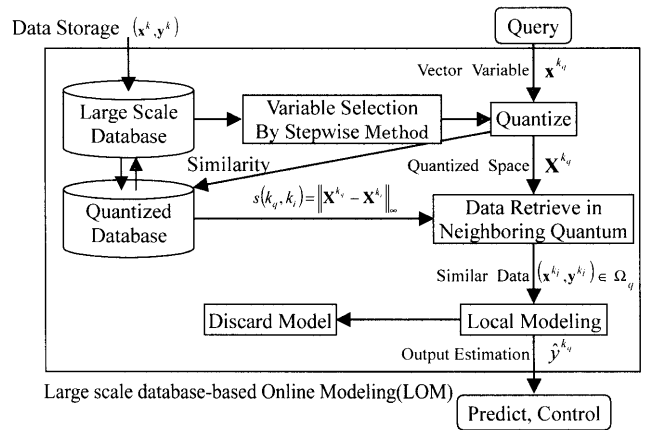 Data Storage (x^k, y^k)
Query
Vector Variable x^{k_q}
Large Scale
Database
Variable Selection
By Stepwise Method
Quantize
Similarity
Quantized Space X^{k_q}
Quantized
Database
s(k_q, k_i) = ‖X^{k_q} − X^{k_i}‖_∞
Data Retrieve in
Neighboring Quantum
Similar Data (x^{k_i}, y^{k_i}) ∈ Ω_q
Discard Model
Local Modeling
Output Estimation ŷ^{k_q}
Large scale database-based Online Modeling(LOM)
Predict, Control